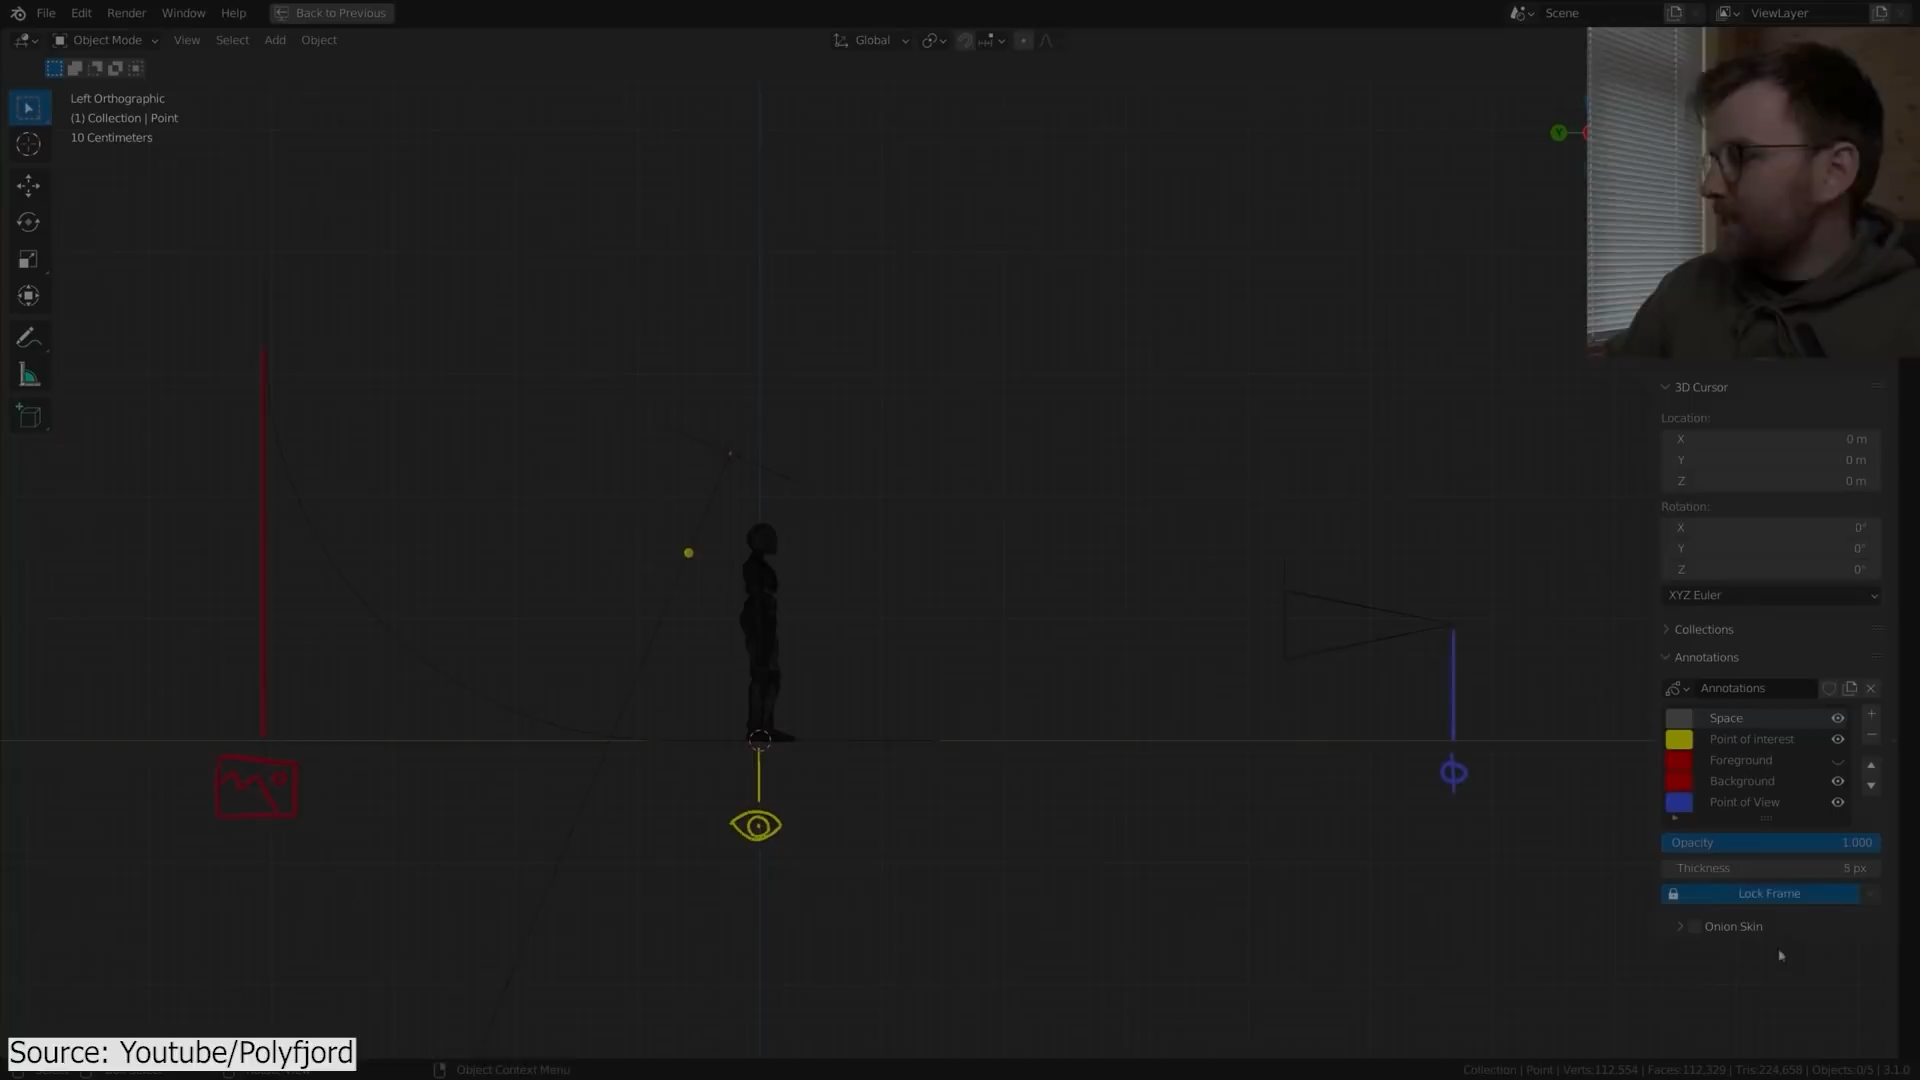 File Edit Render Window Help Back to Previous Scene ViewLayer
Object Mode View Select Add Object Global
Left Orthographic
(1) Collection | Point
10 Centimeters
Y
3D Cursor
Location:
X 0 m
Y 0 m
Z 0 m
Rotation:
X 0°
Y 0°
Z 0°
XYZ Euler
Collections
Annotations
Annotations
Space
Point of interest
Foreground
Background
Point of View
Opacity 1.000
Thickness 5 px
Lock Frame
Onion Skin
Source: Youtube/Polyfjord
Object Context Menu Collection | Point | Verts:112,554 | Faces:112,329 | Tris:224,658 | Objects:0/5 | 3.1.0